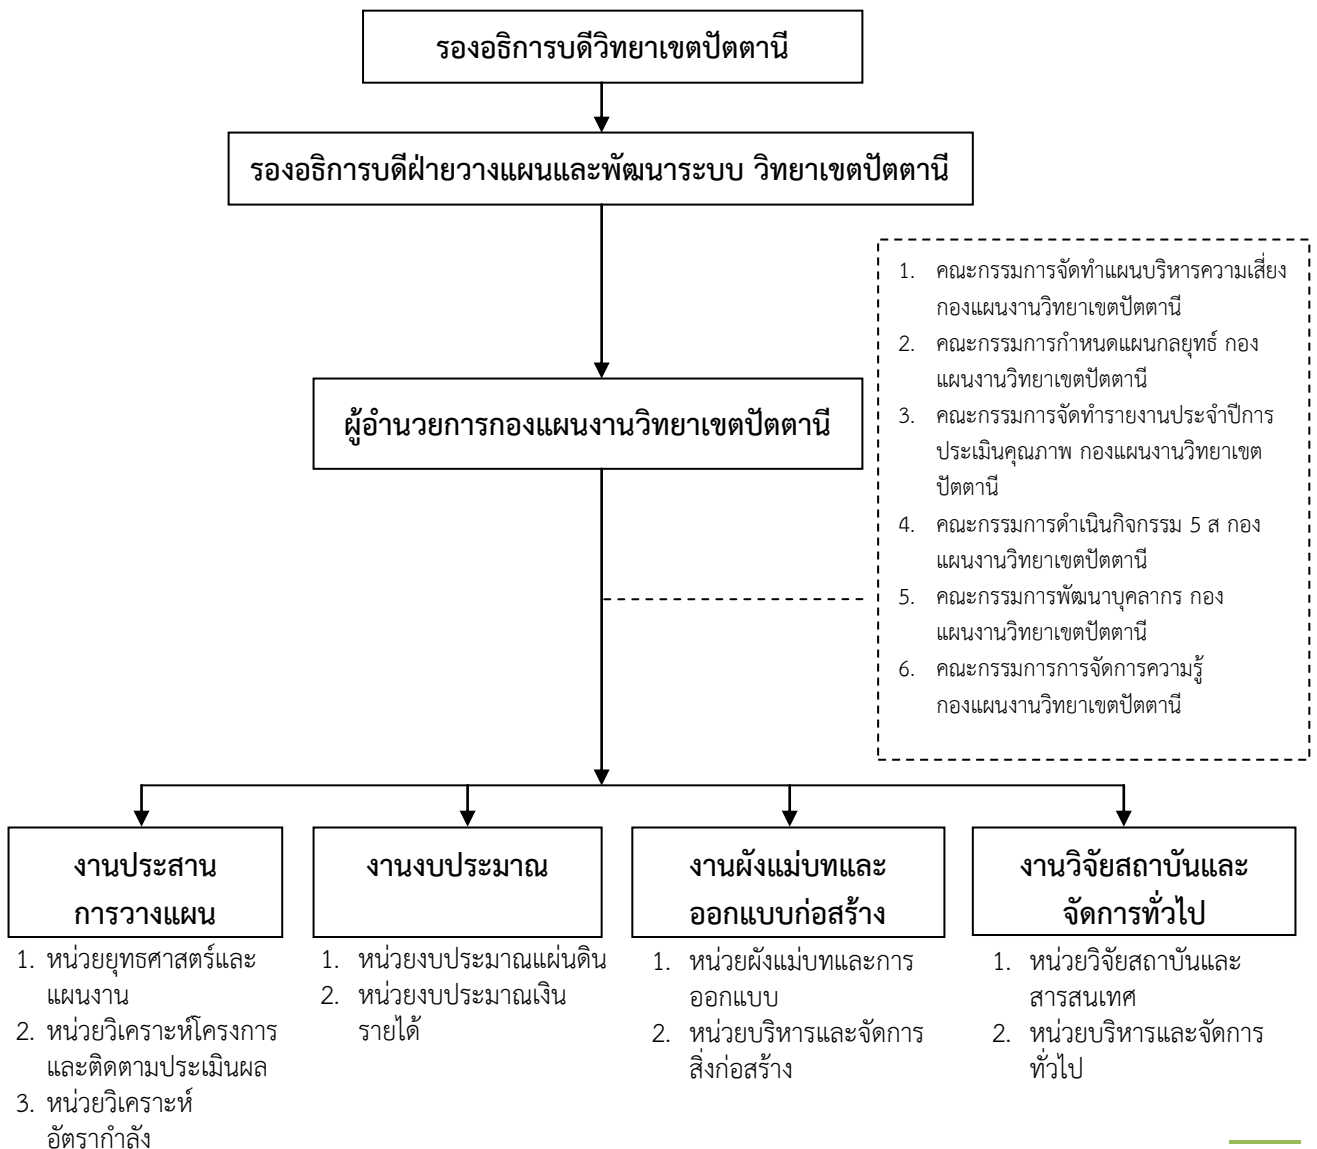 รองอธิการบดีวิทยาเขตปัตตานี
รองอธิการบดีฝ่ายวางแผนและพัฒนาระบบ วิทยาเขตปัตตานี
1. คณะกรรมการจัดทำแผนบริหารความเสี่ยง
กองแผนงานวิทยาเขตปัตตานี
2. คณะกรรมการกำหนดแผนกลยุทธ์ กอง
แผนงานวิทยาเขตปัตตานี
3. คณะกรรมการจัดทำรายงานประจำปีการ
ประเมินคุณภาพ กองแผนงานวิทยาเขต
ปัตตานี
4. คณะกรรมการดำเนินกิจกรรม 5 ส กอง
แผนงานวิทยาเขตปัตตานี
5. คณะกรรมการพัฒนาบุคลากร กอง
แผนงานวิทยาเขตปัตตานี
6. คณะกรรมการการจัดการความรู้
กองแผนงานวิทยาเขตปัตตานี
ผู้อำนวยการกองแผนงานวิทยาเขตปัตตานี
งานประสาน
การวางแผน
1. หน่วยยุทธศาสตร์และ
แผนงาน
2. หน่วยวิเคราะห์โครงการ
และติดตามประเมินผล
3. หน่วยวิเคราะห์
อัตรากำลัง
งานงบประมาณ
1. หน่วยงบประมาณแผ่นดิน
2. หน่วยงบประมาณเงิน
รายได้
งานผังแม่บทและ
ออกแบบก่อสร้าง
1. หน่วยผังแม่บทและการ
ออกแบบ
2. หน่วยบริหารและจัดการ
สิ่งก่อสร้าง
งานวิจัยสถาบันและ
จัดการทั่วไป
1. หน่วยวิจัยสถาบันและ
สารสนเทศ
2. หน่วยบริหารและจัดการ
ทั่วไป